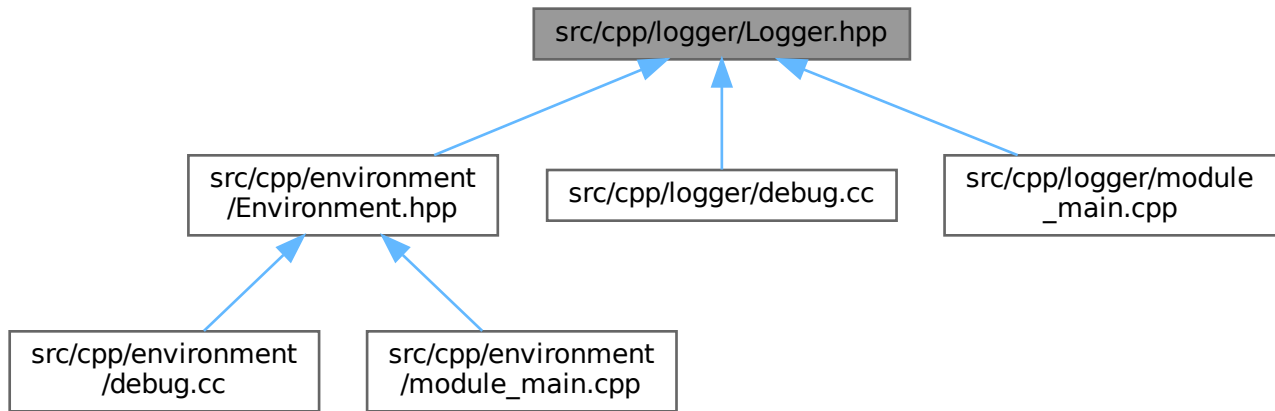 src/cpp/logger/Logger.hpp
src/cpp/environment
/Environment.hpp
src/cpp/logger/debug.cc
src/cpp/logger/module
_main.cpp
src/cpp/environment
/debug.cc
src/cpp/environment
/module_main.cpp